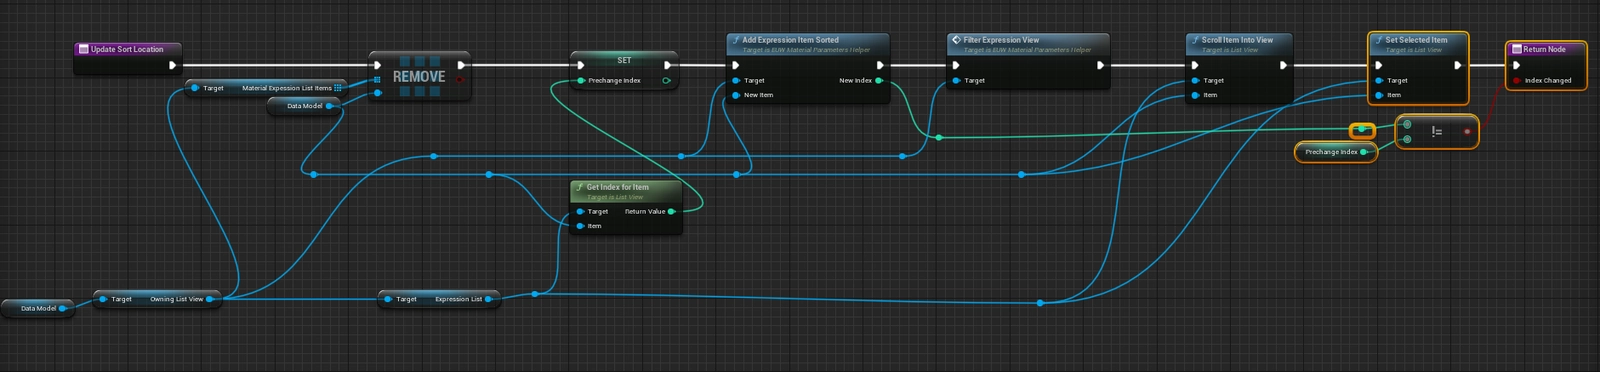 Update Sort Location
Target
Material Expression List Items
Data Model
REMOVE
SET
Prechange Index
Add Expression Item Sorted
Target is EUW Material Parameters Helper
Target
New Index
New Item
Filter Expression View
Target is EUW Material Parameters Helper
Target
Scroll Item Into View
Target is List View
Target
Item
Set Selected Item
Target is List View
Target
Item
Return Node
Index Changed
!=
Prechange Index
Get Index for Item
Target is List View
Target
Return Value
Item
Data Model
Target
Owning List View
Target
Expression List